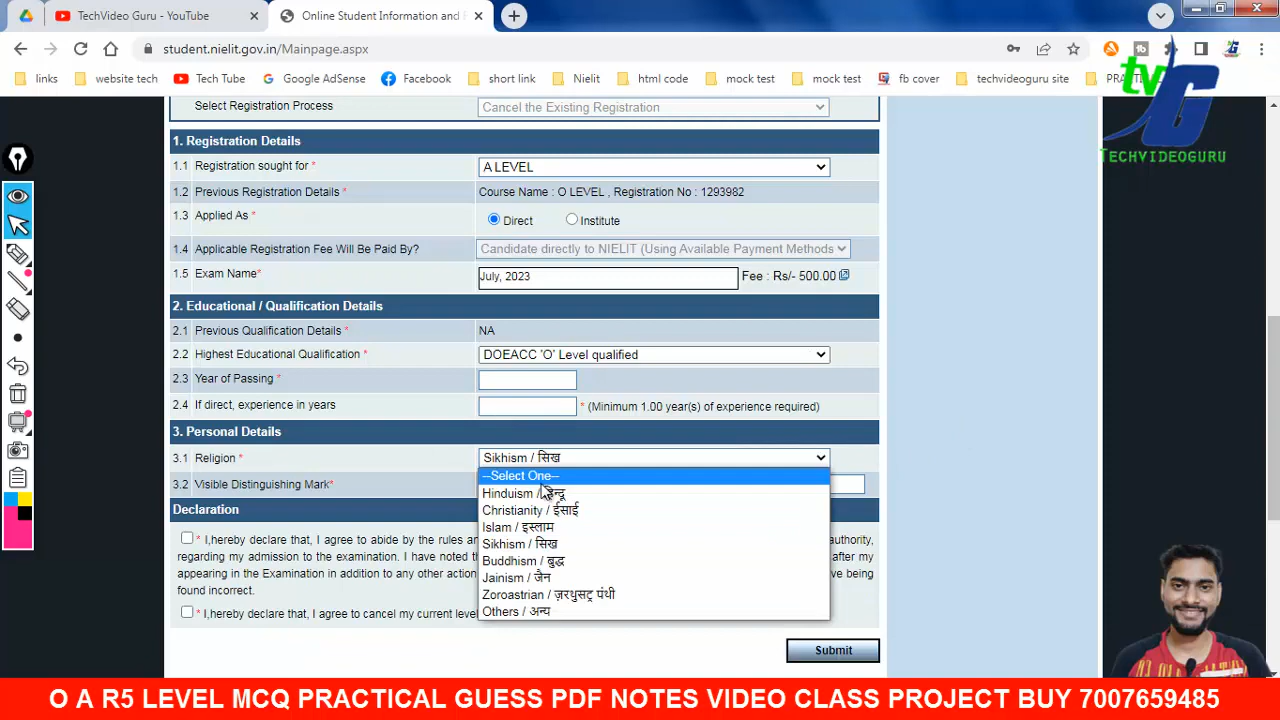 TechVideo Guru - YouTube
Online Student Information and
student.nielit.gov.in/Mainpage.aspx
links website tech Tech Tube Google AdSense Facebook short link Nielit html code mock test mock test fb cover techvideoguru site
tvG
TECHVIDEOGURU
Select Registration Process Cancel the Existing Registration
1. Registration Details
1.1 Registration sought for * A LEVEL
1.2 Previous Registration Details * Course Name : O LEVEL , Registration No : 1293982
1.3 Applied As * Direct Institute
1.4 Applicable Registration Fee Will Be Paid By? Candidate directly to NIELIT (Using Available Payment Methods
1.5 Exam Name* July, 2023 Fee : Rs/- 500.00
2. Educational / Qualification Details
2.1 Previous Qualification Details * NA
2.2 Highest Educational Qualification * DOEACC 'O' Level qualified
2.3 Year of Passing *
2.4 If direct, experience in years * (Minimum 1.00 year(s) of experience required)
3. Personal Details
3.1 Religion * Sikhism / सिख
--Select One--
3.2 Visible Distinguishing Mark*
Hinduism / हिन्दू
Christianity / ईसाई
Islam / इस्लाम
Sikhism / सिख
Buddhism / बुद्ध
Jainism / जैन
Zoroastrian / ज़रथुसट्र पंथी
Others / अन्य
Declaration
* I,hereby declare that, I agree to abide by the rules an authority,
regarding my admission to the examination. I have noted th after my
appearing in the Examination in addition to any other action ve being
found incorrect.
* I,hereby declare that, I agree to cancel my current level
Submit
O A R5 LEVEL MCQ PRACTICAL GUESS PDF NOTES VIDEO CLASS PROJECT BUY 7007659485